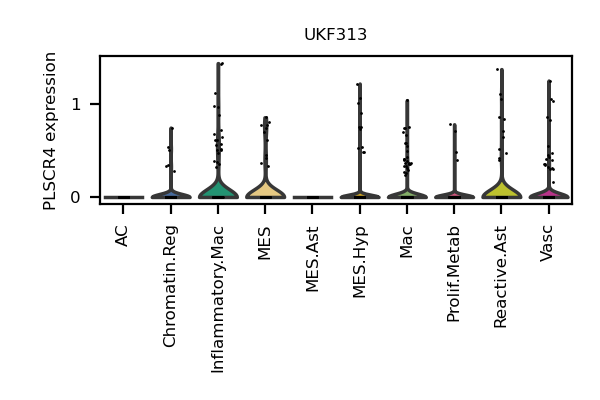 UKF313
PLSCR4 expression
1
0
AC
Chromatin.Reg
Inflammatory.Mac
MES
MES.Ast
MES.Hyp
Mac
Prolif.Metab
Reactive.Ast
Vasc